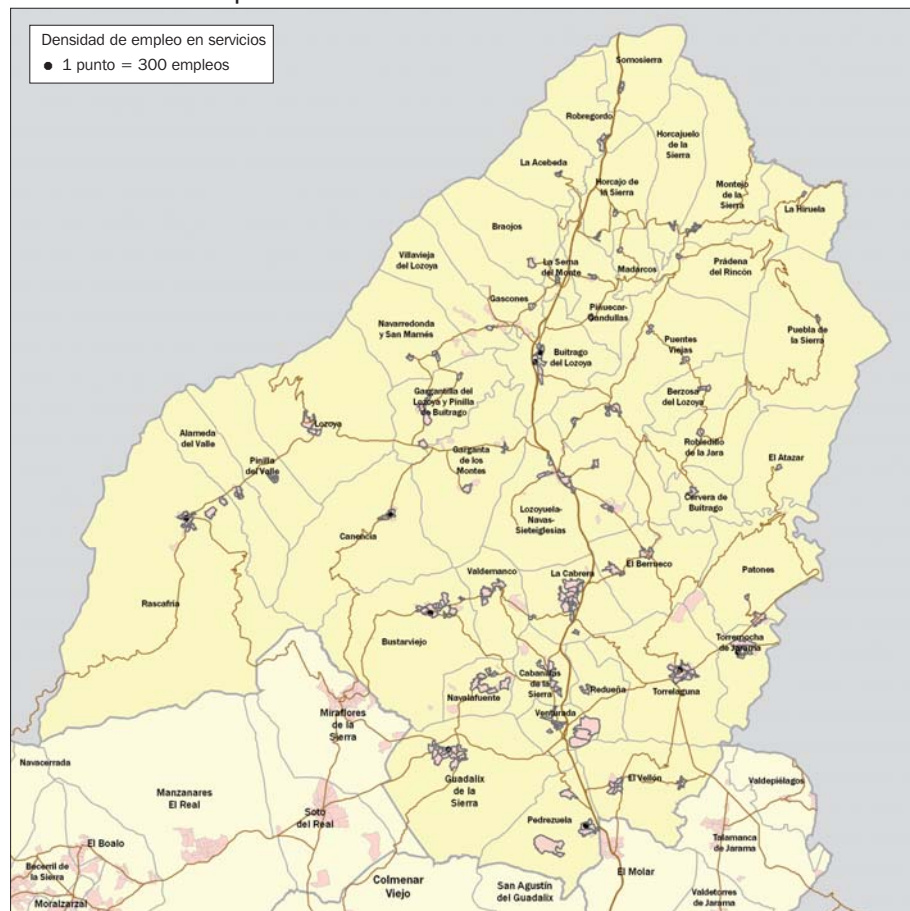 Densidad de empleo en servicios
1 punto = 300 empleos
Somosierra
Robregordo
Horcajuelo
de la
Sierra
La Acebeda
Horcajo de
la Sierra
Montejo
de la
Sierra
La Hiruela
Braojos
Villavieja
del Lozoya
La Serna
del Monte
Madarcos
Prádena
del Rincón
Gascones
Piñuecar-
Gandullas
Navarredonda
y San Mamés
Puebla de
la Sierra
Puentes
Viejas
Buitrago
del Lozoya
Gargantilla del
Lozoya y Pinilla
de Buitrago
Berzosa
del Lozoya
Lozoya
Alameda
del Valle
Robledillo
de la Jara
Garganta
de los
Montes
El Atazar
Pinilla
del Valle
Cervera de
Buitrago
Lozoyuela-
Navas-
Sieteiglesias
Canencia
El Berrueco
Patones
Valdemanco
La Cabrera
Rascafría
Bustarviejo
Torremocha
de Jarama
Cabanillas
de la
Sierra
Redueña
Torrelaguna
Navalafuente
Venturada
Miraflores
de la
Sierra
Navacerrada
Guadalix
de la
Sierra
El Vellón
Valdepiélagos
Manzanares
El Real
Soto
del Real
Pedrezuela
Talamanca
de Jarama
El Boalo
Becerril de
la Sierra
Moralzarzal
Colmenar
Viejo
San Agustín
del Guadalix
El Molar
Valdetorres
de Jarama